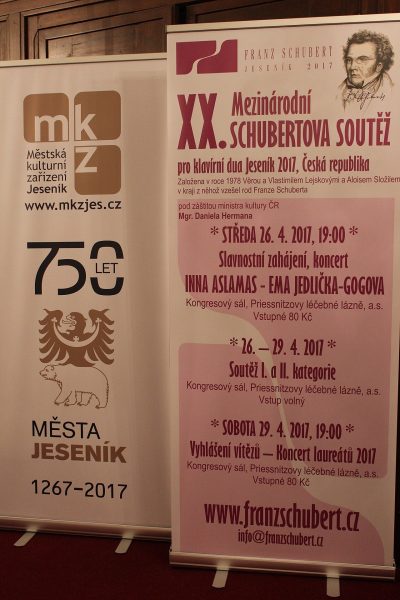 mk
z
Městská
kulturní
zařízení
Jeseník
www.mkzjes.cz
750
LET
MĚSTA
JESENÍK
1267-2017
FRANZ SCHUBERT
JESENÍK 2017
XX. Mezinárodní
SCHUBERTOVA SOUTĚŽ
pro klavírní dua Jeseník 2017, Česká republika
Založena v roce 1978 Věrou a Vlastimilem Lejskovými a Aloisem Složilem
v kraji z něhož vzešel rod Franze Schuberta
pod záštitou ministra kultury ČR
Mgr. Daniela Hermana
* STŘEDA 26. 4. 2017, 19:00 *
Slavnostní zahájení, koncert
INNA ASLAMAS - EMA JEDLIČKA-GOGOVA
Kongresový sál, Priessnitzovy léčebné lázně, a.s.
Vstupné 80 Kč
* 26. – 29. 4. 2017 *
Soutěž I. a II. kategorie
Kongresový sál, Priessnitzovy léčebné lázně, a.s.
Vstup volný
* SOBOTA 29. 4. 2017, 19:00 *
Vyhlášení vítězů – Koncert laureátů 2017
Kongresový sál, Priessnitzovy léčebné lázně, a.s.
Vstupné 80 Kč
www.franzschubert.cz
info@franzschubert.cz